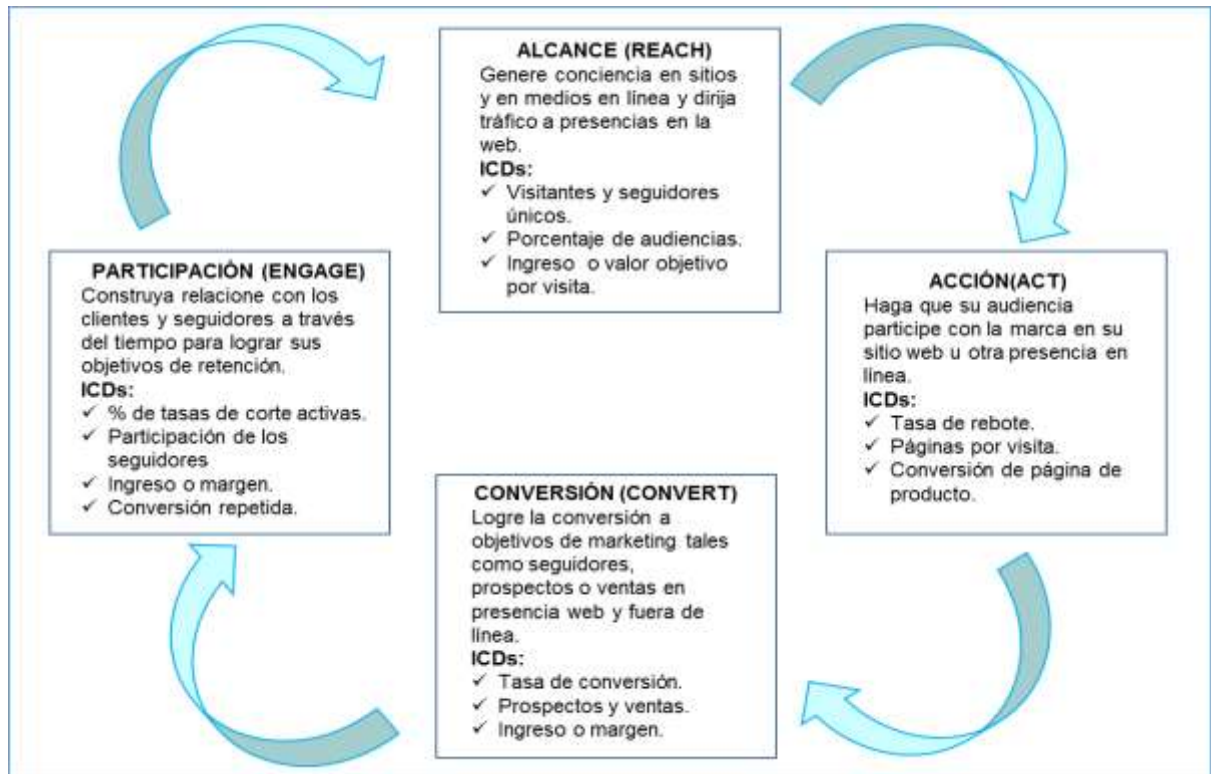 ALCANCE (REACH)
Genere conciencia en sitios
y en medios en línea y dirija
tráfico a presencias en la
web.
ICDs:
✓ Visitantes y seguidores
únicos.
✓ Porcentaje de audiencias.
✓ Ingreso o valor objetivo
por visita.
ACCIÓN(ACT)
Haga que su audiencia
participe con la marca en su
sitio web u otra presencia en
línea.
ICDs:
✓ Tasa de rebote.
✓ Páginas por visita.
✓ Conversión de página de
producto.
CONVERSIÓN (CONVERT)
Logre la conversión a
objetivos de marketing tales
como seguidores,
prospectos o ventas en
presencia web y fuera de
línea.
ICDs:
✓ Tasa de conversión.
✓ Prospectos y ventas.
✓ Ingreso o margen.
PARTICIPACIÓN (ENGAGE)
Construya relacione con los
clientes y seguidores a través
del tiempo para lograr sus
objetivos de retención.
ICDs:
✓ % de tasas de corte activas.
✓ Participación de los
seguidores
✓ Ingreso o margen.
✓ Conversión repetida.